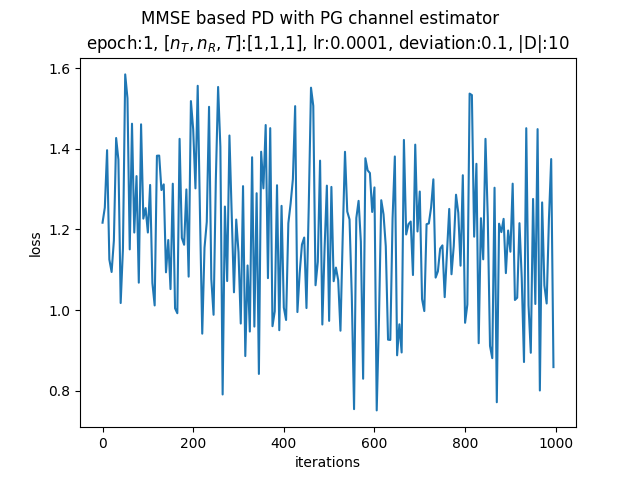 MMSE based PD with PG channel estimator
epoch:1, [n_T, n_R, T]:[1,1,1], lr:0.0001, deviation:0.1, |D|:10
1.6
1.4
1.2
1.0
0.8
loss
0 200 400 600 800 1000
iterations